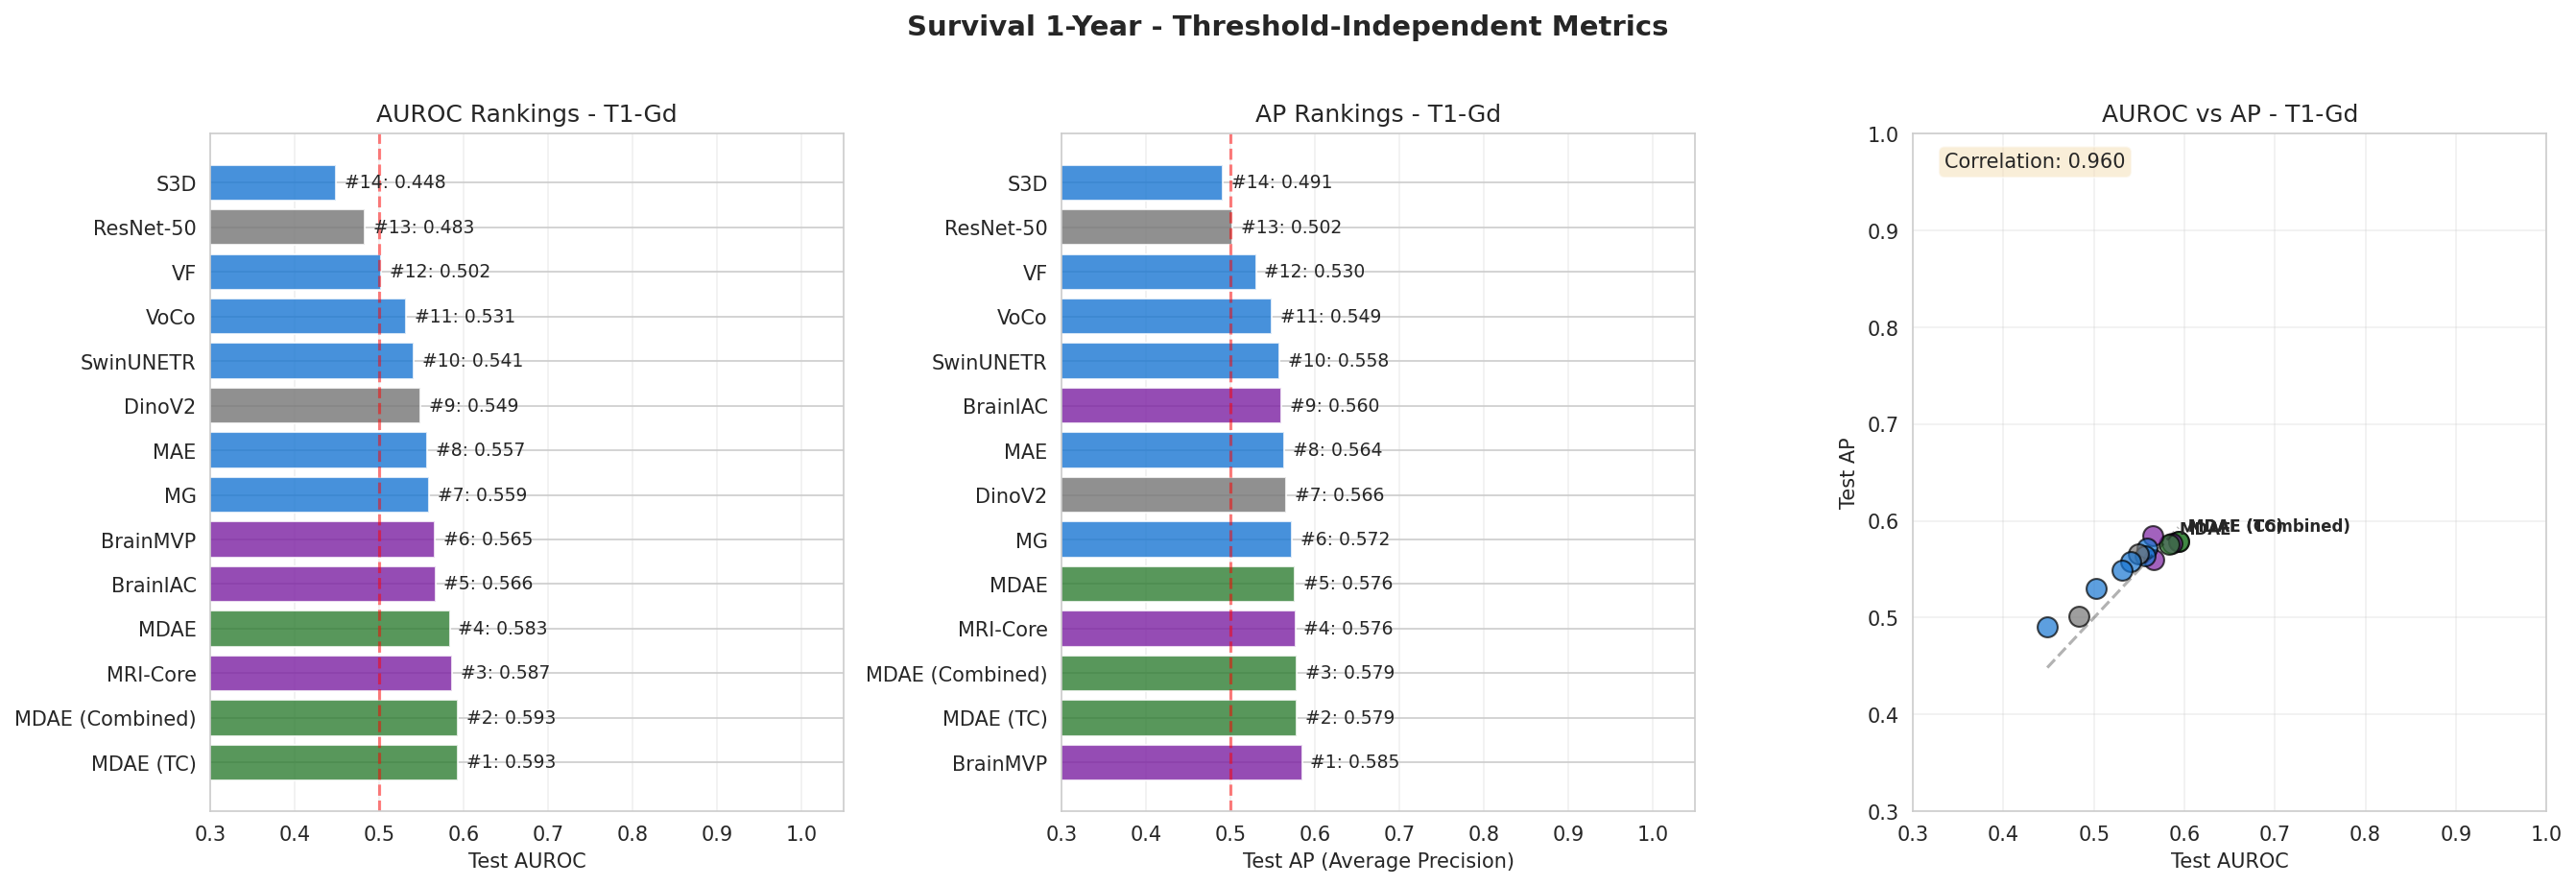 Survival 1-Year - Threshold-Independent Metrics
AUROC Rankings - T1-Gd
S3D
#14: 0.448
ResNet-50
#13: 0.483
VF
#12: 0.502
VoCo
#11: 0.531
SwinUNETR
#10: 0.541
DinoV2
#9: 0.549
MAE
#8: 0.557
MG
#7: 0.559
BrainMVP
#6: 0.565
BrainIAC
#5: 0.566
MDAE
#4: 0.583
MRI-Core
#3: 0.587
MDAE (Combined)
#2: 0.593
MDAE (TC)
#1: 0.593
0.3 0.4 0.5 0.6 0.7 0.8 0.9 1.0
Test AUROC
AP Rankings - T1-Gd
S3D
#14: 0.491
ResNet-50
#13: 0.502
VF
#12: 0.530
VoCo
#11: 0.549
SwinUNETR
#10: 0.558
BrainIAC
#9: 0.560
MAE
#8: 0.564
DinoV2
#7: 0.566
MG
#6: 0.572
MDAE
#5: 0.576
MRI-Core
#4: 0.576
MDAE (Combined)
#3: 0.579
MDAE (TC)
#2: 0.579
BrainMVP
#1: 0.585
0.3 0.4 0.5 0.6 0.7 0.8 0.9 1.0
Test AP (Average Precision)
AUROC vs AP - T1-Gd
Correlation: 0.960
1.0
0.9
0.8
0.7
0.6
0.5
0.4
0.3
Test AP
MDAE
MDAE (TC)
MDAE (Combined)
0.3 0.4 0.5 0.6 0.7 0.8 0.9 1.0
Test AUROC